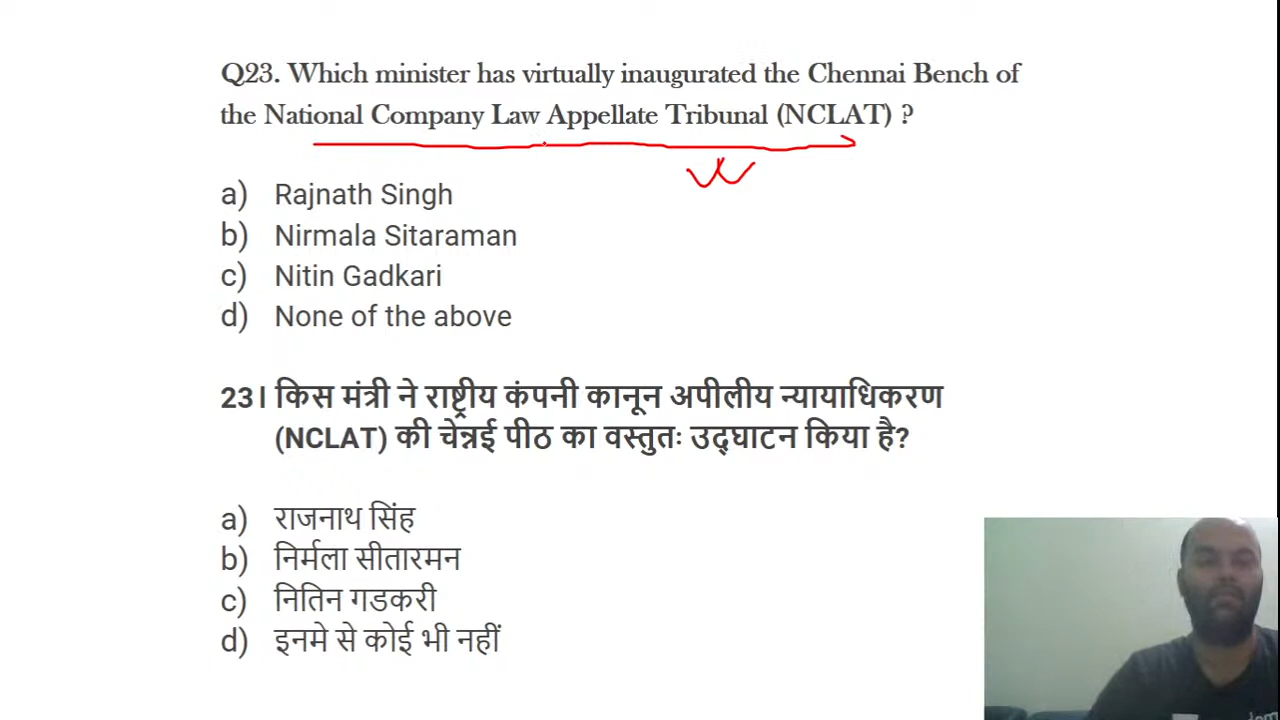 Q23. Which minister has virtually inaugurated the Chennai Bench of
the National Company Law Appellate Tribunal (NCLAT) ?
a) Rajnath Singh
b) Nirmala Sitaraman
c) Nitin Gadkari
d) None of the above
23। किस मंत्री ने राष्ट्रीय कंपनी कानून अपीलीय न्यायाधिकरण
(NCLAT) की चेन्नई पीठ का वस्तुतः उद्घाटन किया है?
a) राजनाथ सिंह
b) निर्मला सीतारमन
c) नितिन गडकरी
d) इनमे से कोई भी नहीं